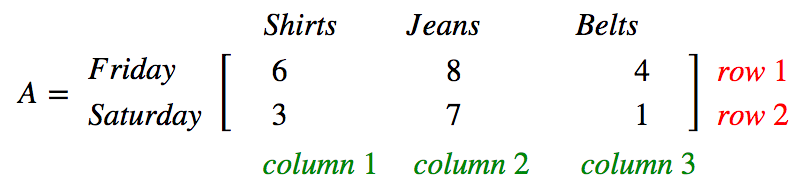 Shirts Jeans Belts
A = Friday [ 6 8 4 ] row 1
Saturday 3 7 1 row 2
column 1 column 2 column 3